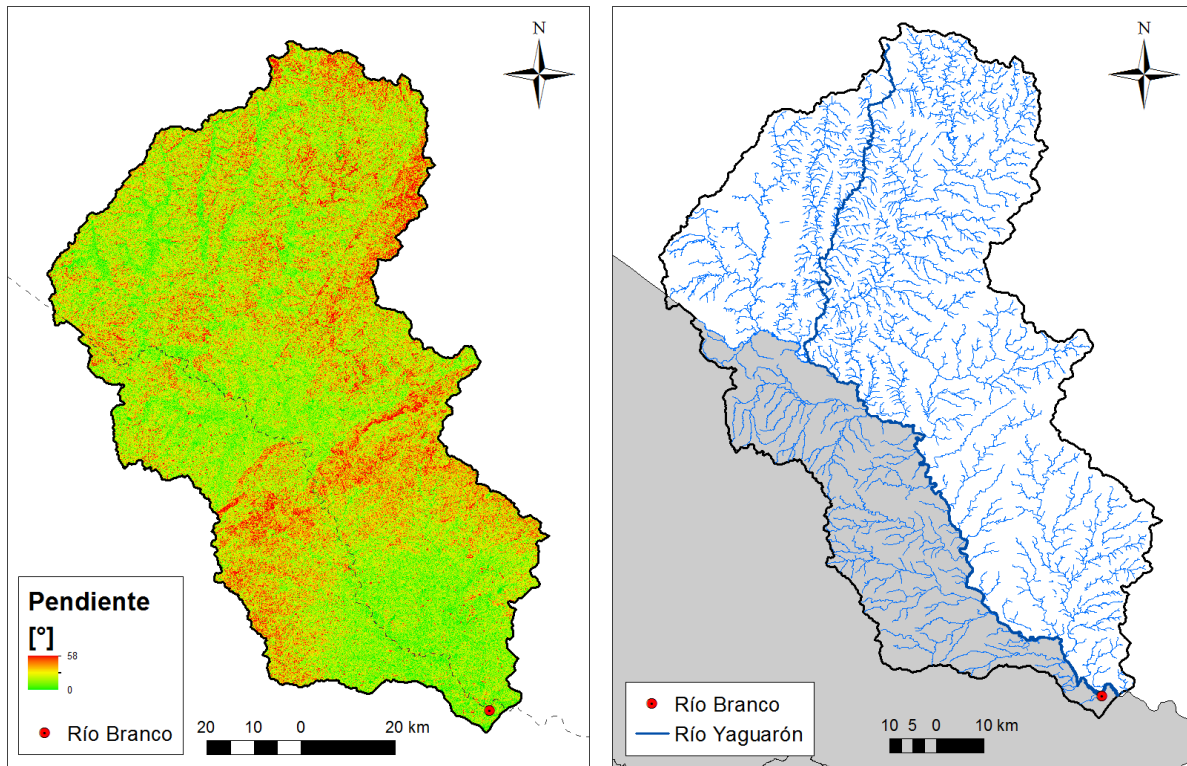 N
Pendiente
[°]
58
0
Río Branco
20 10 0 20 km
N
Río Branco
Río Yaguarón
10 5 0 10 km